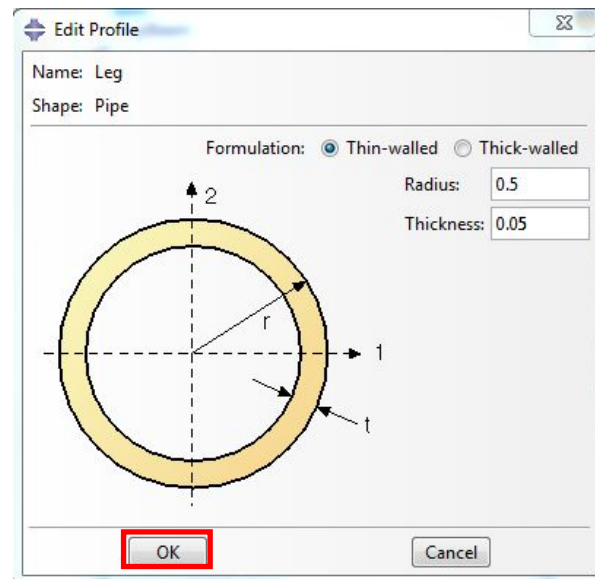 Edit Profile
Name: Leg
Shape: Pipe
Formulation: Thin-walled Thick-walled
Radius: 0.5
Thickness: 0.05
2
r
1
t
OK Cancel